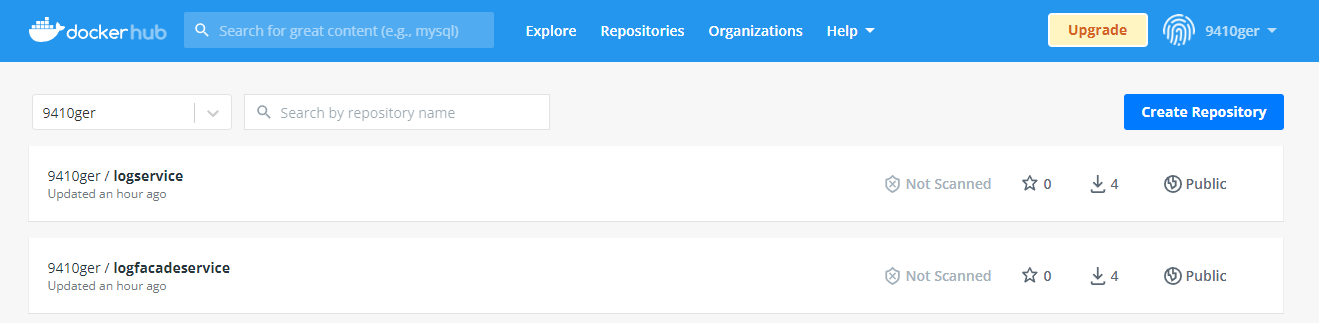 docker hub Search for great content (e.g., mysql) Explore Repositories Organizations Help Upgrade 9410ger
9410ger Search by repository name Create Repository
9410ger / logservice Not Scanned 0 4 Public
Updated an hour ago
9410ger / logfacadeservice Not Scanned 0 4 Public
Updated an hour ago